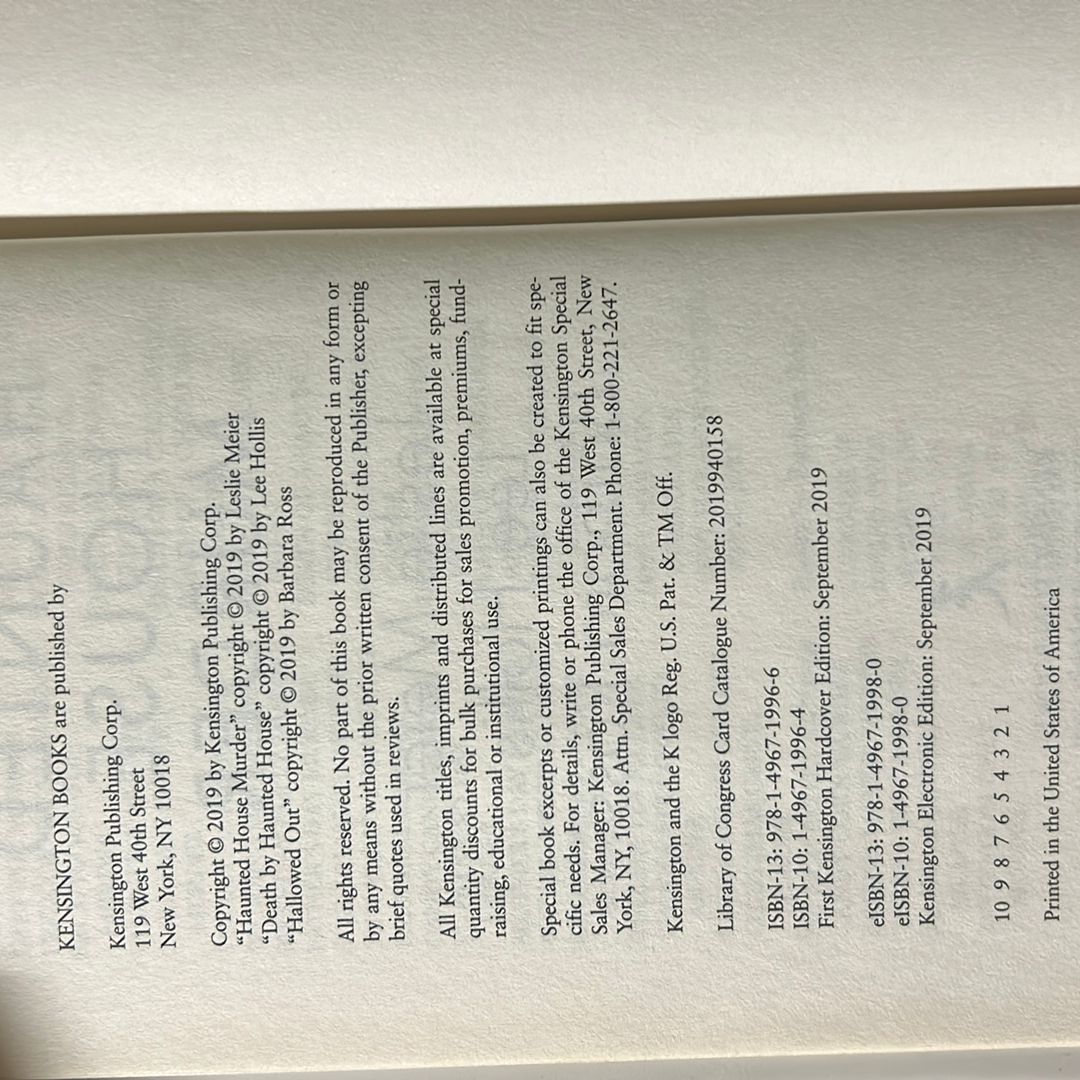 KENSINGTON BOOKS are published by
Kensington Publishing Corp.
119 West 40th Street
New York, NY 10018
Copyright © 2019 by Kensington Publishing Corp.
“Haunted House Murder” copyright © 2019 by Leslie Meier
“Death by Haunted House” copyright © 2019 by Lee Hollis
“Hallowed Out” copyright © 2019 by Barbara Ross
All rights reserved. No part of this book may be reproduced in any form or
by any means without the prior written consent of the Publisher, excepting
brief quotes used in reviews.
All Kensington titles, imprints and distributed lines are available at special
quantity discounts for bulk purchases for sales promotion, premiums, fund-
raising, educational or institutional use.
Special book excerpts or customized printings can also be created to fit spe-
cific needs. For details, write or phone the office of the Kensington Special
Sales Manager: Kensington Publishing Corp., 119 West 40th Street, New
York, NY, 10018. Attn. Special Sales Department. Phone: 1-800-221-2647.
Kensington and the K logo Reg. U.S. Pat. & TM Off.
Library of Congress Card Catalogue Number: 2019940158
ISBN-13: 978-1-4967-1996-6
ISBN-10: 1-4967-1996-4
First Kensington Hardcover Edition: September 2019
eISBN-13: 978-1-4967-1998-0
eISBN-10: 1-4967-1998-0
Kensington Electronic Edition: September 2019
10 9 8 7 6 5 4 3 2 1
Printed in the United States of America